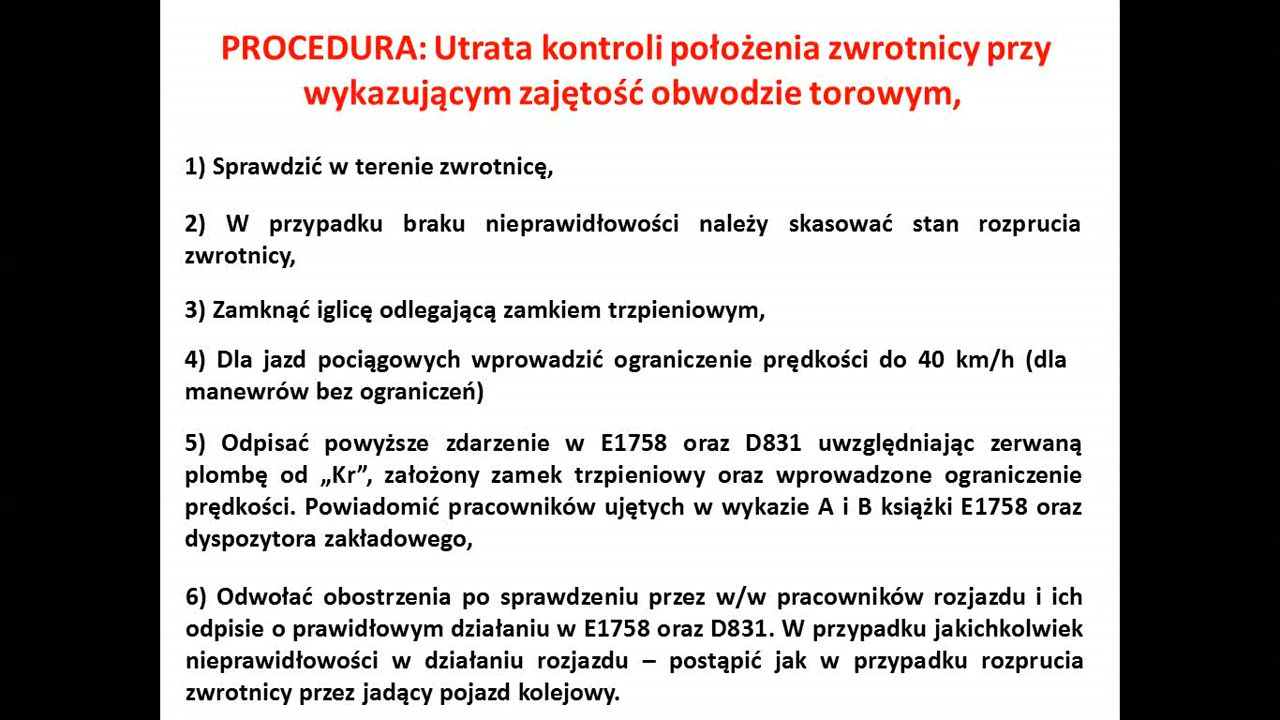 PROCEDURA: Utrata kontroli położenia zwrotnicy przy
wykazującym zajętość obwodzie torowym,
1) Sprawdzić w terenie zwrotnicę,
2) W przypadku braku nieprawidłowości należy skasować stan rozprucia
zwrotnicy,
3) Zamknąć iglicę odlegającą zamkiem trzpieniowym,
4) Dla jazd pociągowych wprowadzić ograniczenie prędkości do 40 km/h (dla
manewrów bez ograniczeń)
5) Odpisać powyższe zdarzenie w E1758 oraz D831 uwzględniając zerwaną
plombę od „Kr”, założony zamek trzpieniowy oraz wprowadzone ograniczenie
prędkości. Powiadomić pracowników ujętych w wykazie A i B książki E1758 oraz
dyspozytora zakładowego,
6) Odwołać obostrzenia po sprawdzeniu przez w/w pracowników rozjazdu i ich
odpisie o prawidłowym działaniu w E1758 oraz D831. W przypadku jakichkolwiek
nieprawidłowości w działaniu rozjazdu – postąpić jak w przypadku rozprucia
zwrotnicy przez jadący pojazd kolejowy.